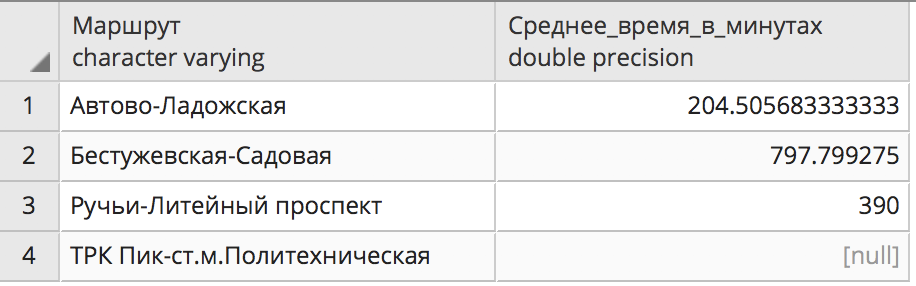 Маршрут Среднее_время_в_минутах
character varying double precision
1 Автово-Ладожская 204.505683333333
2 Бестужевская-Садовая 797.799275
3 Ручьи-Литейный проспект 390
4 ТРК Пик-ст.м.Политехническая [null]